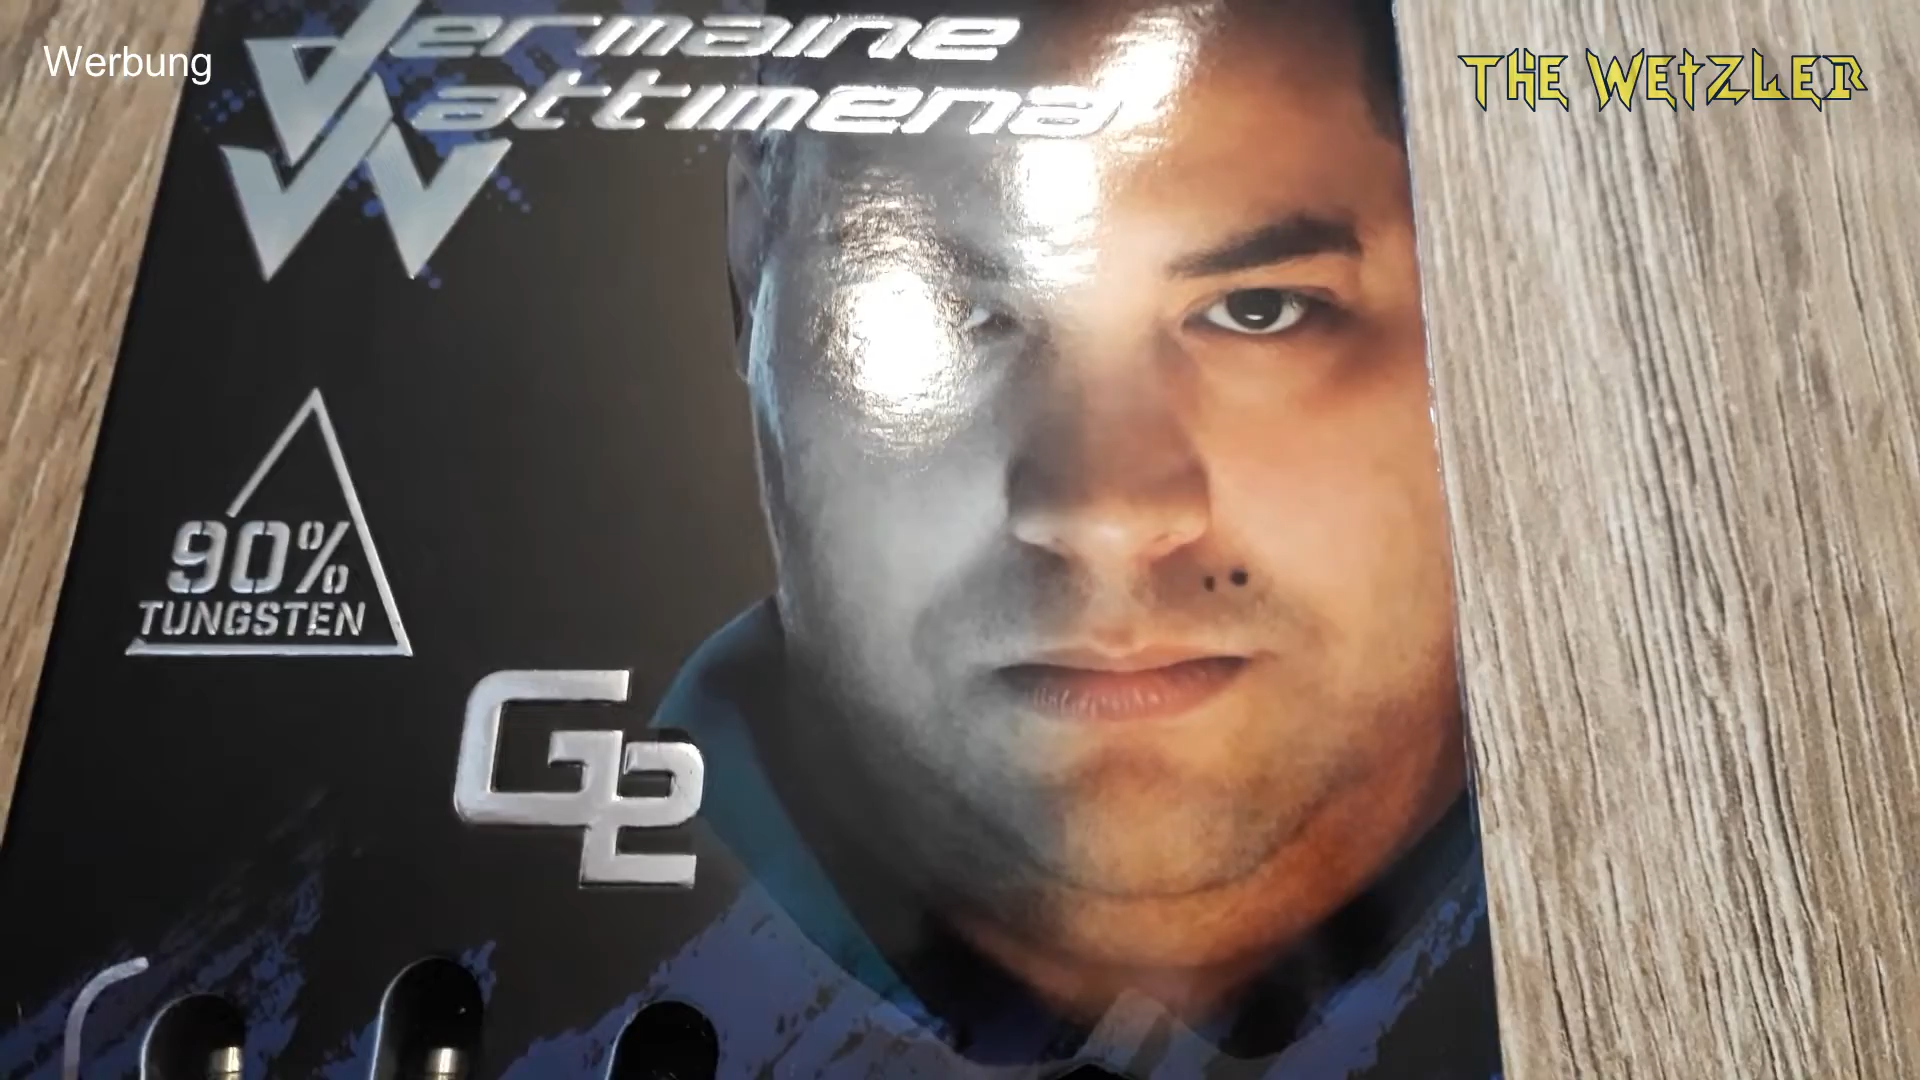 Werbung
THE WETZLER
Jermaine
Wattimena
90%
TUNGSTEN
G2